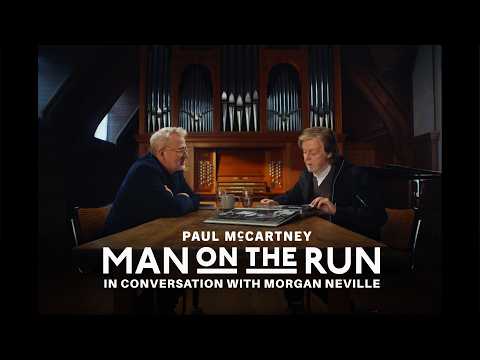 PAUL McCARTNEY
MAN ON THE RUN
IN CONVERSATION WITH MORGAN NEVILLE